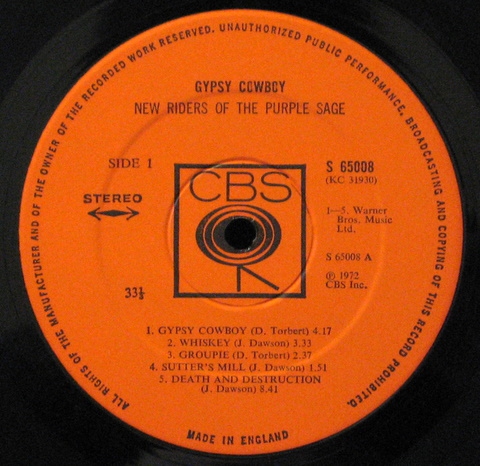 ALL RIGHTS OF THE MANUFACTURER AND OF THE OWNER OF THE RECORDED WORK RESERVED. UNAUTHORIZED PUBLIC PERFORMANCE, BROADCASTING AND COPYING OF THIS RECORD PROHIBITED.
GYPSY COWBOY
NEW RIDERS OF THE PURPLE SAGE
SIDE 1
S 65008
(KC 31930)
STEREO
CBS
1—5. Warner
Bros. Music
Ltd.
S 65008 A
℗ 1972
CBS Inc.
33⅓
1. GYPSY COWBOY (D. Torbert) 4.17
2. WHISKEY (J. Dawson) 3.33
3. GROUPIE (D. Torbert) 2.37
4. SUTTER'S MILL (J. Dawson) 1.51
5. DEATH AND DESTRUCTION
(J. Dawson) 8.41
MADE IN ENGLAND